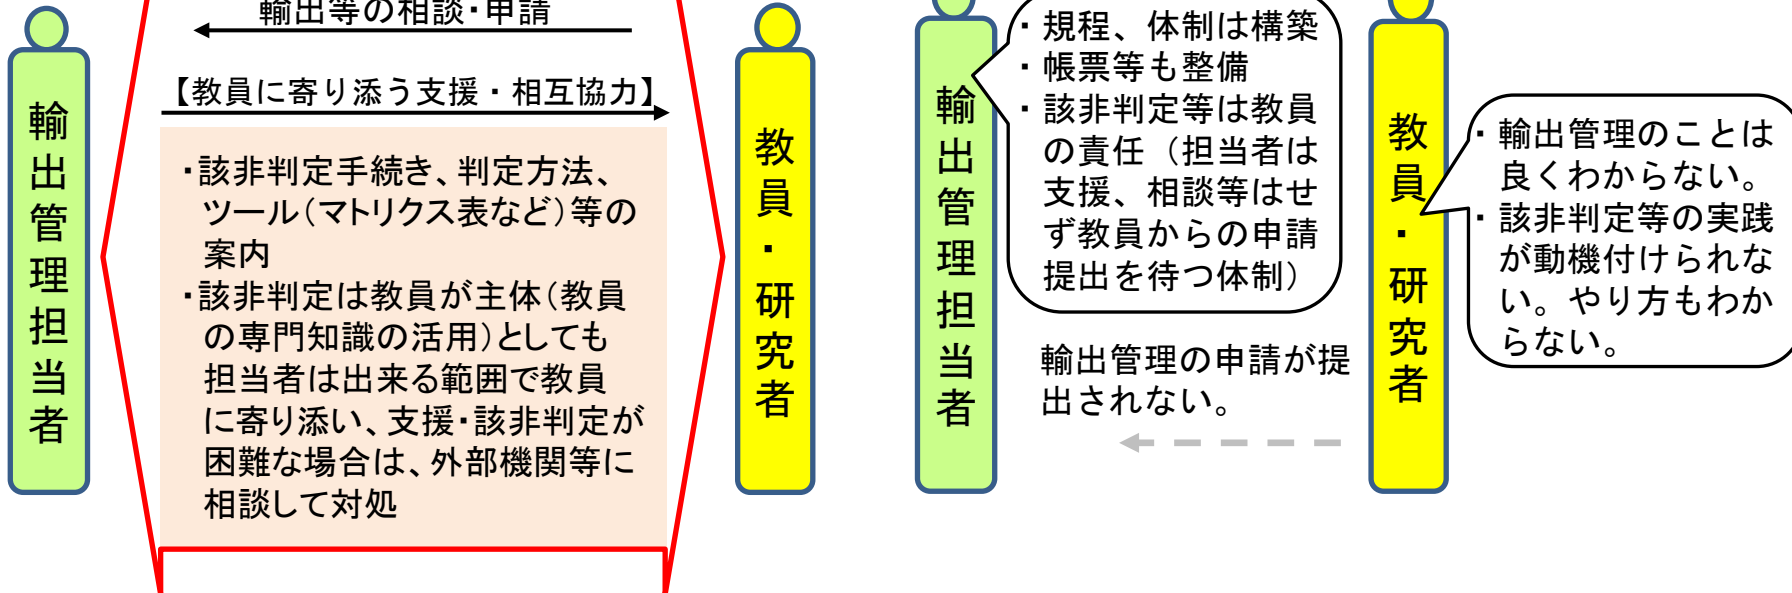 輸出等の相談・申請
【教員に寄り添う支援・相互協力】
輸出管理担当者
・該非判定手続き、判定方法、
ツール（マトリクス表など）等の
案内
・該非判定は教員が主体（教員
の専門知識の活用）としても
担当者は出来る範囲で教員
に寄り添い、支援・該非判定が
困難な場合は、外部機関等に
相談して対処
教員・研究者
輸出管理担当者
・規程、体制は構築
・帳票等も整備
・該非判定等は教員
の責任（担当者は
支援、相談等はせ
ず教員からの申請
提出を待つ体制）
輸出管理の申請が提
出されない。
教員・研究者
・輸出管理のことは
良くわからない。
・該非判定等の実践
が動機付けられな
い。やり方もわか
らない。